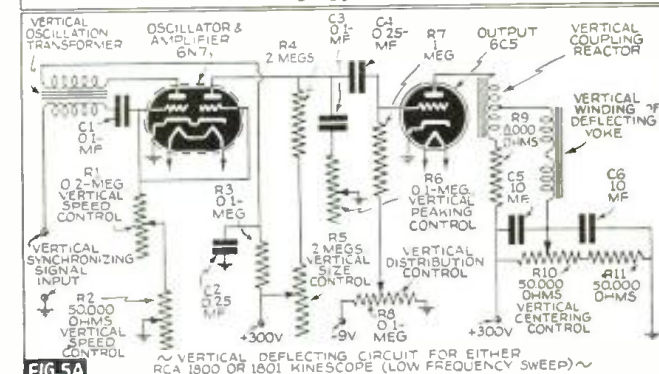 VERTICAL
OSCILLATION
TRANSFORMER
OSCILLATOR &
AMPLIFIER
6N7
R4
2 MEGS
C3
0.1-
MF
C4
0.25-
MF
R7
1
MEG
OUTPUT
6C5
VERTICAL
COUPLING
REACTOR
VERTICAL
WINDING OF
DEFLECTING
YOKE
C1
0.1-
MF
R1
0.2-MEG
VERTICAL
SPEED
CONTROL
R3
0.1-
MEG
R9
8,000
OHMS
C5
10
MF
C6
10
MF
R6
0.1-MEG.
VERTICAL
PEAKING
CONTROL
VERTICAL
SYNCHRONIZING
SIGNAL
INPUT
R5
2 MEGS
VERTICAL
SIZE
CONTROL
VERTICAL
DISTRIBUTION
CONTROL
C2
0.25
MF
R2
50,000
OHMS
VERTICAL
SPEED
CONTROL
+300V
-9V
R8
0.1-
MEG
+300V
R10
50,000
OHMS
VERTICAL
CENTERING
CONTROL
R11
50,000
OHMS
FIG.5A
~ VERTICAL DEFLECTING CIRCUIT FOR EITHER
RCA 1800 OR 1801 KINESCOPE (LOW FREQUENCY SWEEP) ~